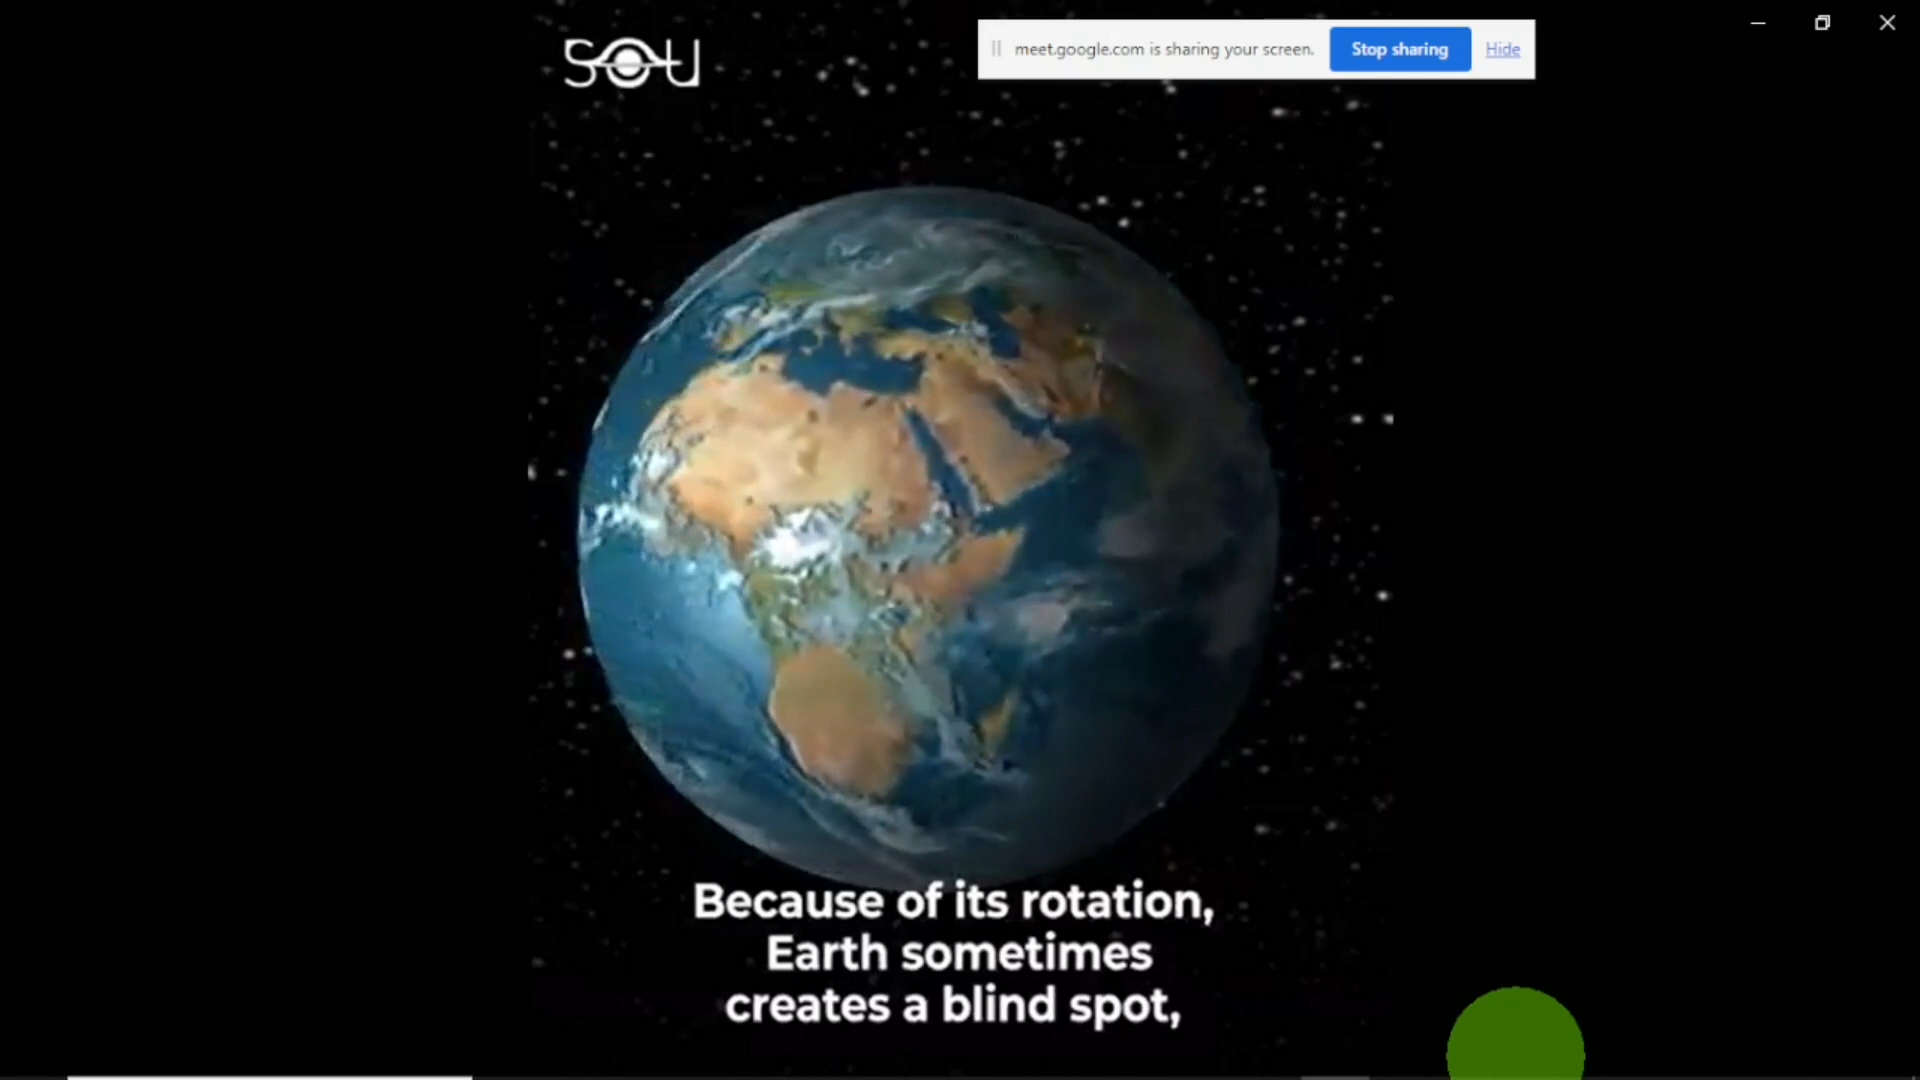 SOU
meet.google.com is sharing your screen. Stop sharing Hide
Because of its rotation,
Earth sometimes
creates a blind spot,